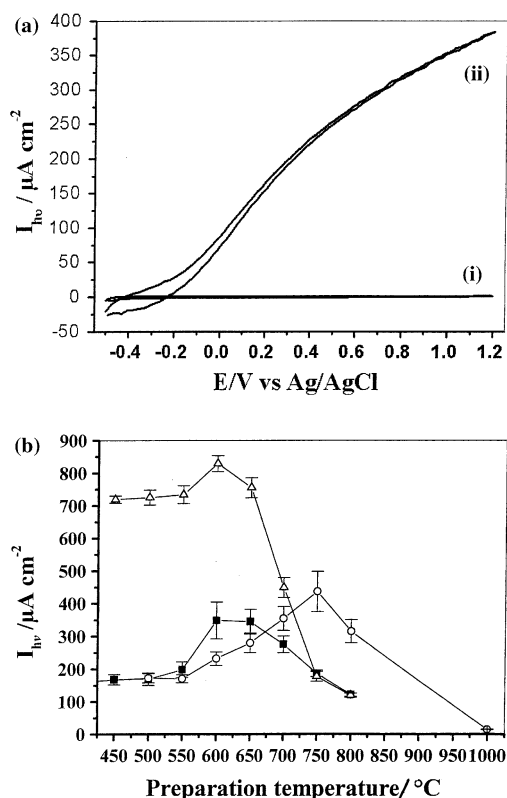 (a)
400
350
300
250
200
150
100
50
0
-50
(ii)
(i)
-0.4 -0.2 0.0 0.2 0.4 0.6 0.8 1.0 1.2
I hυ / μA cm-2
E/V vs Ag/AgCl
(b)
900
800
700
600
500
400
300
200
100
0
450 500 550 600 650 700 750 800 850 900 950 1000
I hν /μA cm-2
Preparation temperature/ °C